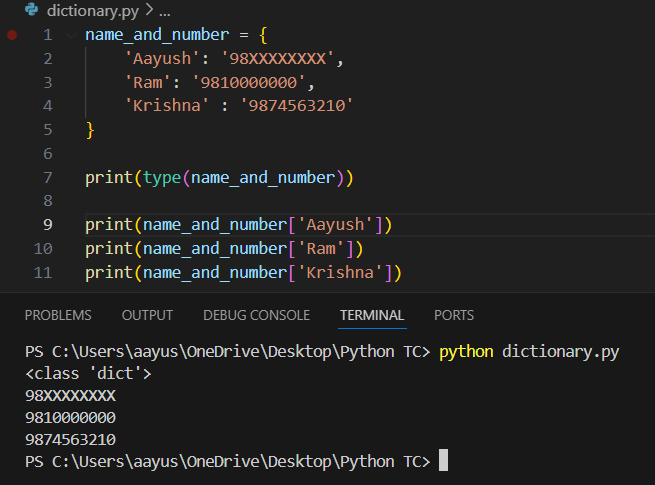 dictionary.py > ...
1 name_and_number = {
2     'Aayush': '98XXXXXXXX',
3     'Ram': '9810000000',
4     'Krishna' : '9874563210'
5 }
6
7 print(type(name_and_number))
8
9 print(name_and_number['Aayush'])
10 print(name_and_number['Ram'])
11 print(name_and_number['Krishna'])
PROBLEMS OUTPUT DEBUG CONSOLE TERMINAL PORTS
PS C:\Users\aayus\OneDrive\Desktop\Python TC> python dictionary.py
<class 'dict'>
98XXXXXXXX
9810000000
9874563210
PS C:\Users\aayus\OneDrive\Desktop\Python TC>